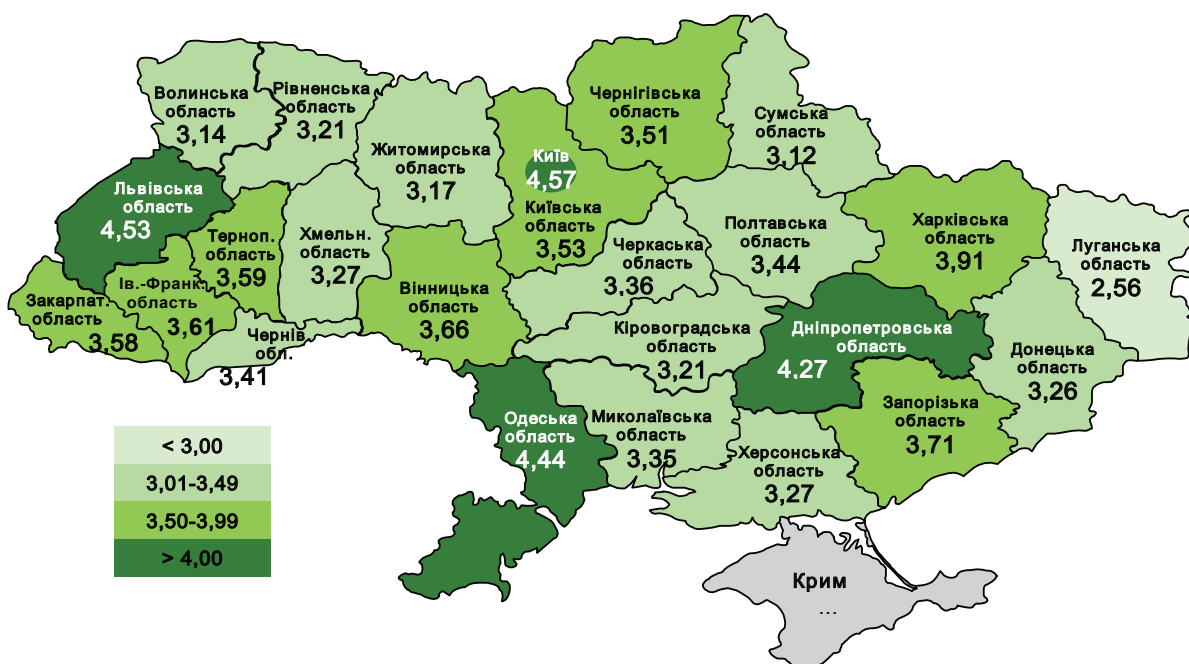 Волинська
область
3,14
Рівненська
область
3,21
Житомирська
область
3,17
Київ
4,57
Київська
область
3,53
Чернігівська
область
3,51
Сумська
область
3,12
Львівська
область
4,53
Терноп.
область
3,59
Хмельн.
область
3,27
Вінницька
область
3,66
Черкаська
область
3,36
Полтавська
область
3,44
Харківська
область
3,91
Луганська
область
2,56
Закарпат.
область
3,58
Ів.-Франк.
область
3,61
Чернів.
обл.
3,41
Кіровоградська
область
3,21
Дніпропетровська
область
4,27
Донецька
область
3,26
Одеська
область
4,44
Миколаївська
область
3,35
Херсонська
область
3,27
Запорізька
область
3,71
< 3,00
3,01-3,49
3,50-3,99
> 4,00
Крим
...